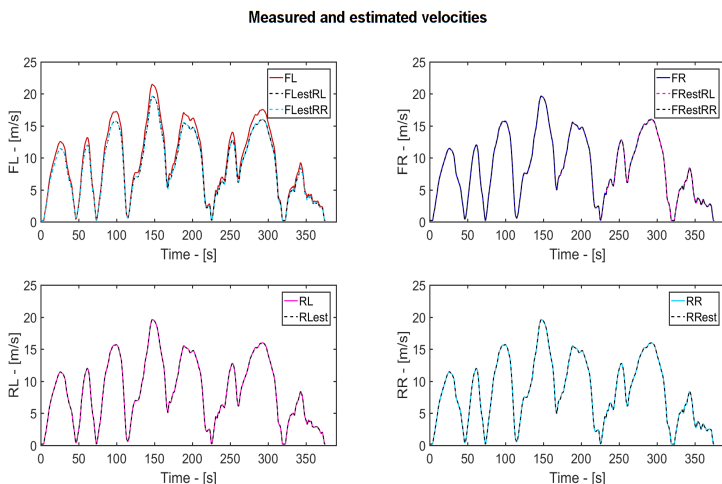 Measured and estimated velocities
25
20
15
10
5
0
FL - [m/s]
FL
FLestRL
FLestRR
0 50 100 150 200 250 300 350
Time - [s]
25
20
15
10
5
0
FR - [m/s]
FR
FRestRL
FRestRR
0 50 100 150 200 250 300 350
Time - [s]
25
20
15
10
5
0
RL - [m/s]
RL
RLest
0 50 100 150 200 250 300 350
Time - [s]
25
20
15
10
5
0
RR - [m/s]
RR
RRest
0 50 100 150 200 250 300 350
Time - [s]